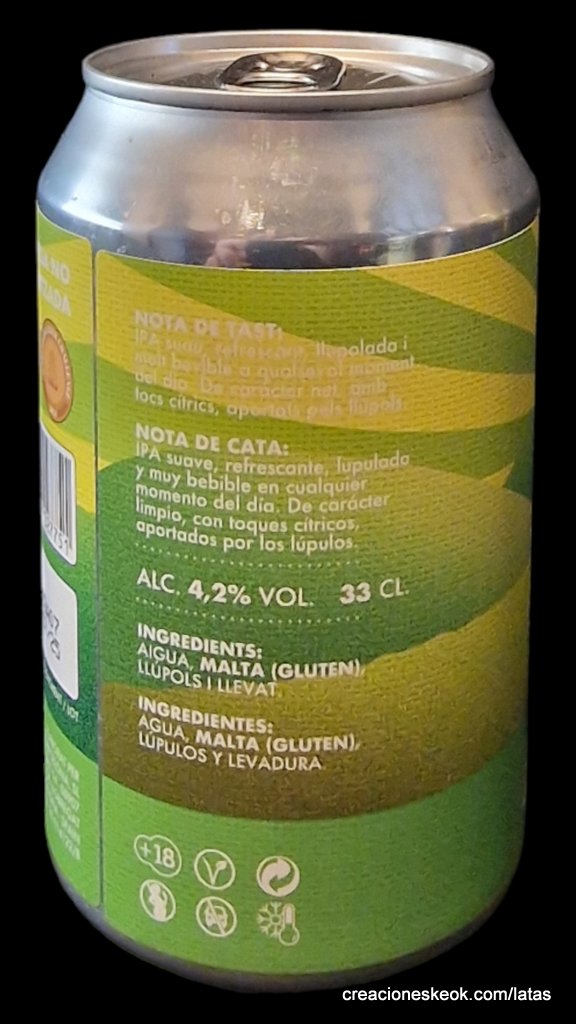 NOTA DE TAST:
IPA suau, refrescant, llupolada i
molt bevible a qualsevol moment
del dia. De caràcter net, amb
tocs cítrics, aportats pels llúpols.
NOTA DE CATA:
IPA suave, refrescante, lupulada
y muy bebible en cualquier
momento del día. De carácter
limpio, con toques cítricos,
aportados por los lúpulos.
ALC. 4,2% VOL. 33 CL.
INGREDIENTS:
AIGUA, MALTA (GLUTEN),
LLÚPOLS I LLEVAT.
INGREDIENTES:
AGUA, MALTA (GLUTEN),
LÚPULOS Y LEVADURA.
+18
V
creacioneskeok.com/latas